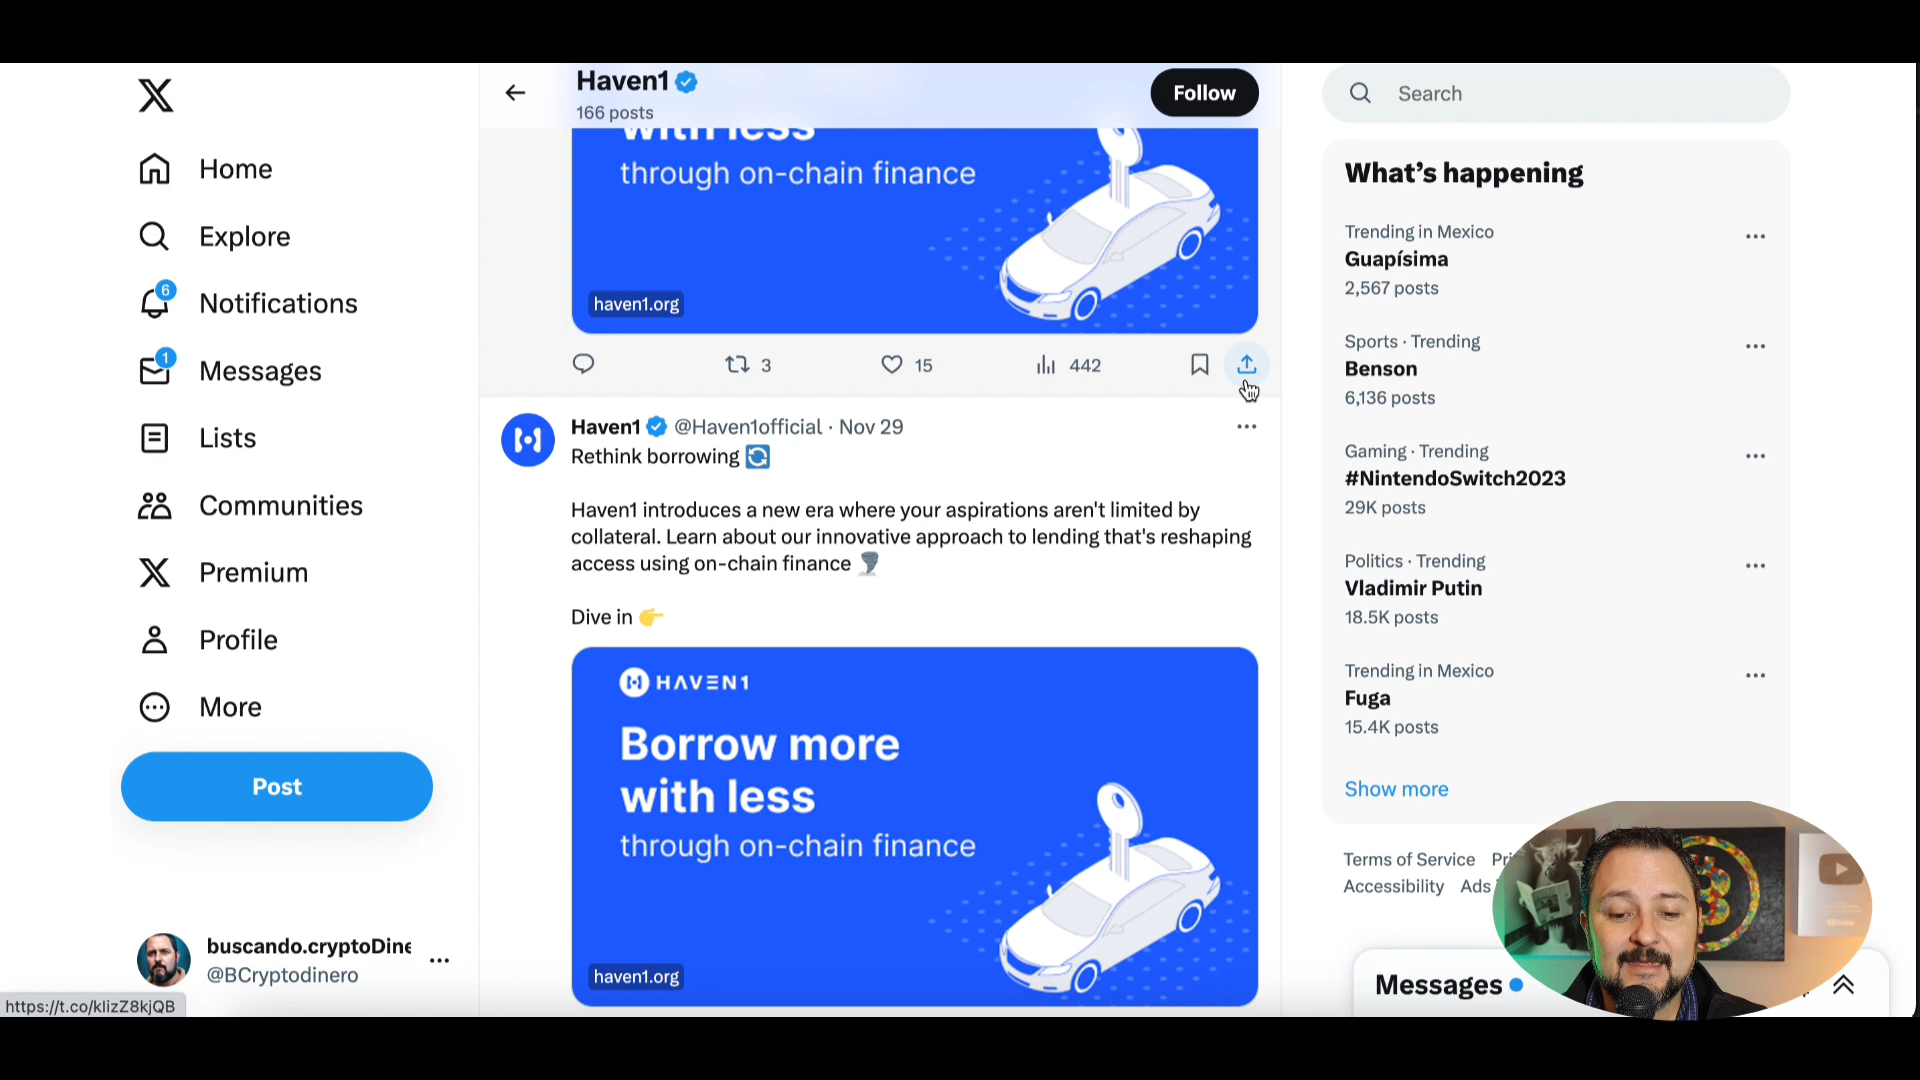 Home
Explore
6
Notifications
1
Messages
Lists
Communities
Premium
Profile
More
Post
buscando.cryptoDine
@BCryptodinero
https://t.co/kIizZ8kjQB
Haven1
166 posts
Follow
with less
through on-chain finance
haven1.org
3
15
442
Haven1 @Haven1official · Nov 29
Rethink borrowing
Haven1 introduces a new era where your aspirations aren't limited by
collateral. Learn about our innovative approach to lending that's reshaping
access using on-chain finance
Dive in
HAVEN1
Borrow more
with less
through on-chain finance
haven1.org
Search
What's happening
Trending in Mexico
Guapísima
2,567 posts
Sports · Trending
Benson
6,136 posts
Gaming · Trending
#NintendoSwitch2023
29K posts
Politics · Trending
Vladimir Putin
18.5K posts
Trending in Mexico
Fuga
15.4K posts
Show more
Terms of Service
Accessibility Ads
Messages